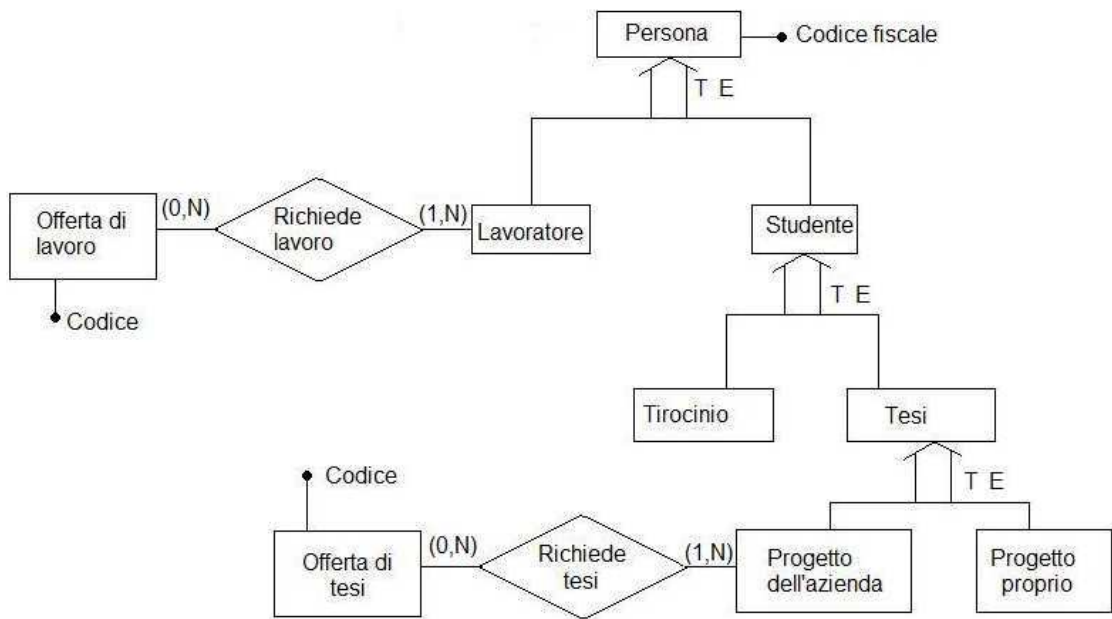 Persona
Codice fiscale
T E
(0,N)
(1,N)
Offerta di
lavoro
Richiede
lavoro
Lavoratore
Studente
Codice
T E
Tirocinio
Tesi
Codice
T E
(0,N)
(1,N)
Offerta di
tesi
Richiede
tesi
Progetto
dell'azienda
Progetto
proprio